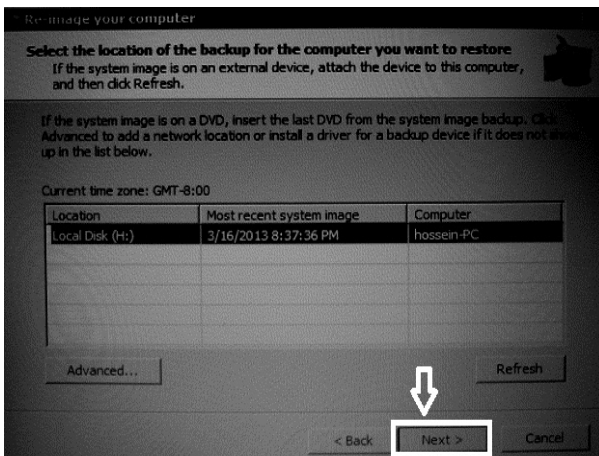 Re-image your computer
Select the location of the backup for the computer you want to restore
If the system image is on an external device, attach the device to this computer,
and then click Refresh.
If the system image is on a DVD, insert the last DVD from the system image backup. Click
Advanced to add a network location or install a driver for a backup device if it does not show
up in the list below.
Current time zone: GMT-8:00
Location Most recent system image Computer
Local Disk (H:) 3/16/2013 8:37:36 PM hossein-PC
Advanced... Refresh
< Back Next > Cancel